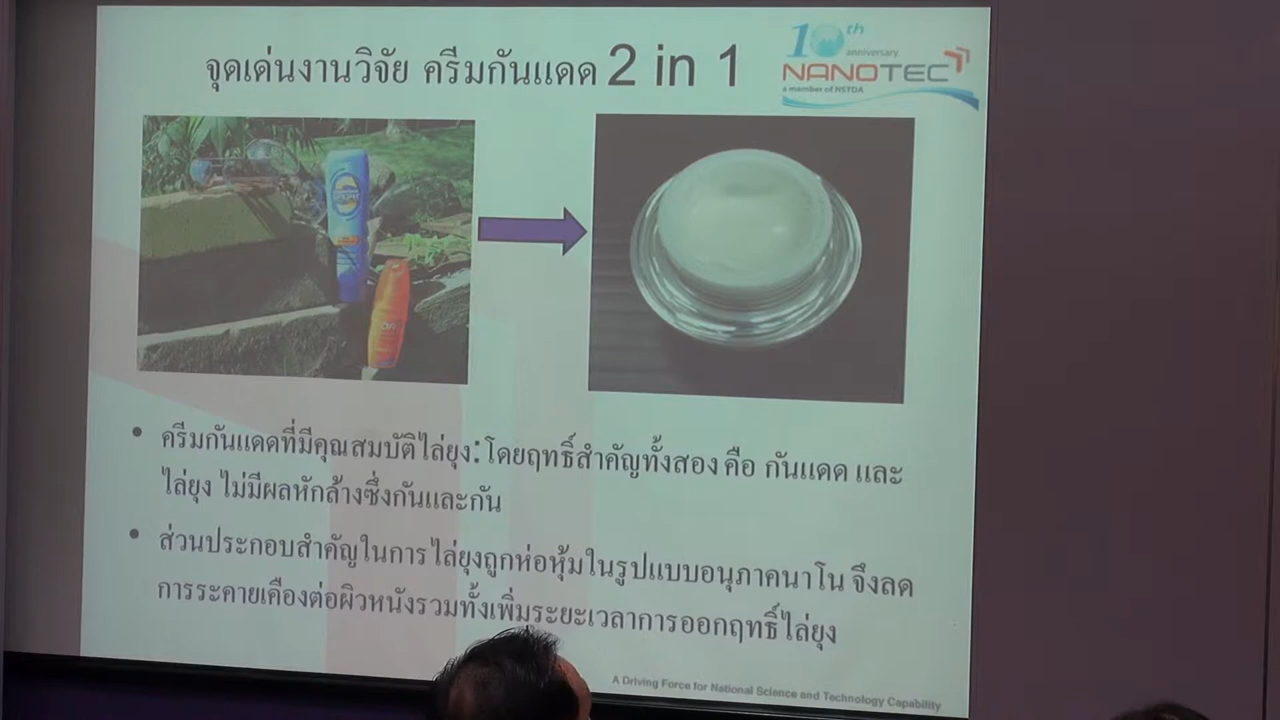 จุดเด่นงานวิจัย ครีมกันแดด 2 in 1
10th
anniversary
NANOTEC
a member of NSTDA
• ครีมกันแดดที่มีคุณสมบัติไล่ยุง: โดยฤทธิ์สำคัญทั้งสอง คือ กันแดด และ
ไล่ยุง ไม่มีผลหักล้างซึ่งกันและกัน
• ส่วนประกอบสำคัญในการไล่ยุงถูกห่อหุ้มในรูปแบบอนุภาคนาโน จึงลด
การระคายเคืองต่อผิวหนังรวมทั้งเพิ่มระยะเวลาการออกฤทธิ์ไล่ยุง
A Driving Force for National Science and Technology Capability